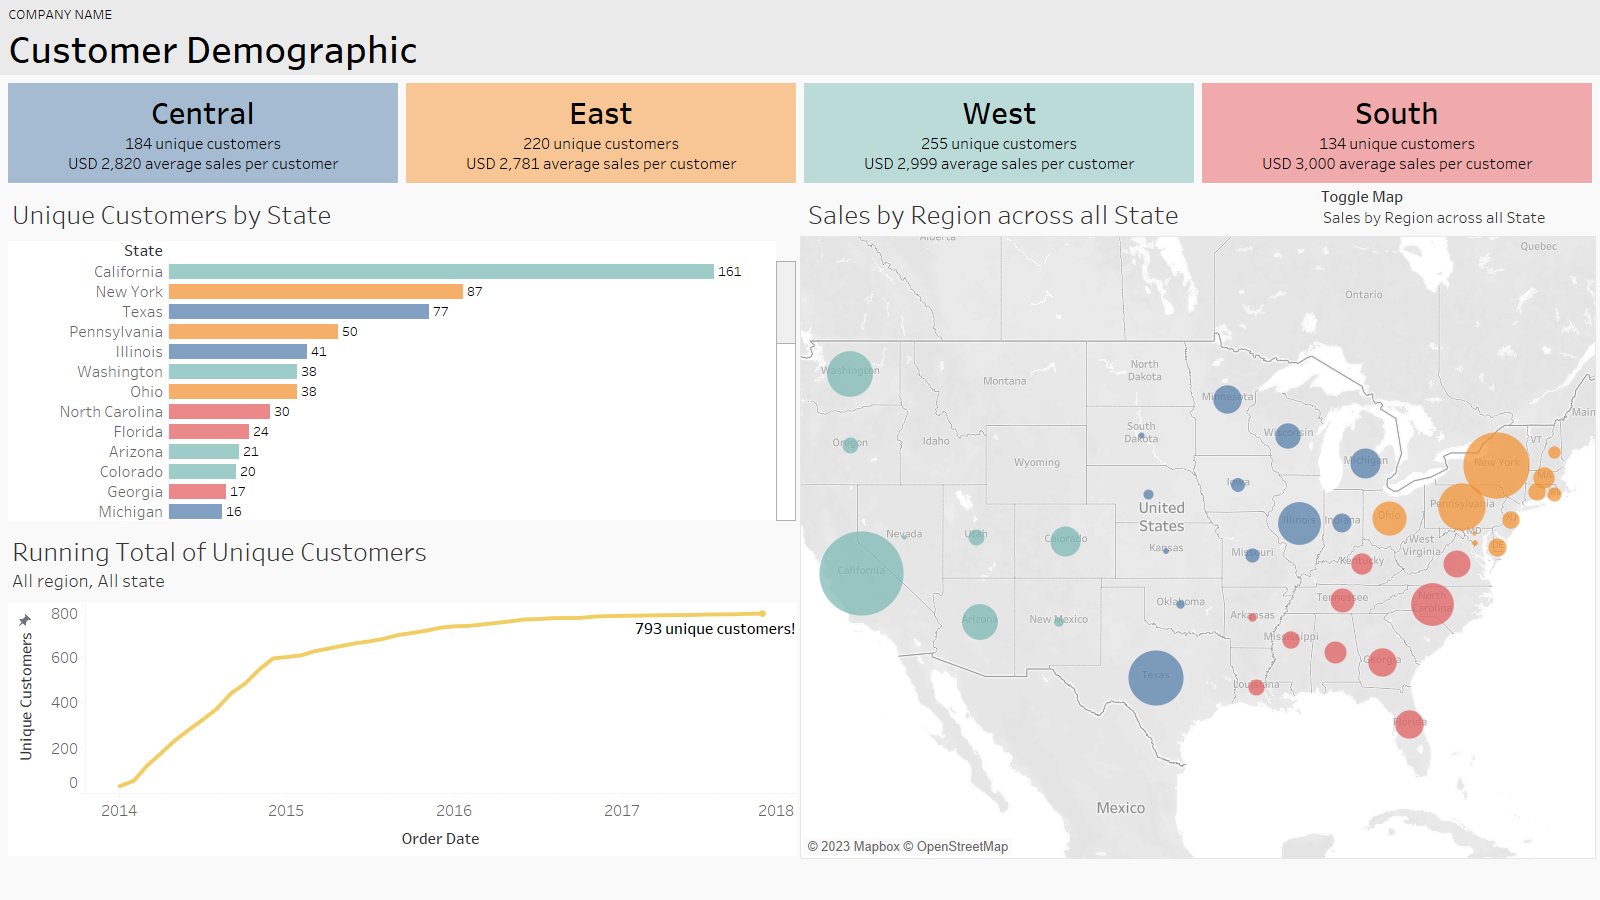 COMPANY NAME
Customer Demographic
Central
184 unique customers
USD 2,820 average sales per customer
East
220 unique customers
USD 2,781 average sales per customer
West
255 unique customers
USD 2,999 average sales per customer
South
134 unique customers
USD 3,000 average sales per customer
Unique Customers by State
State
California 161
New York 87
Texas 77
Pennsylvania 50
Illinois 41
Washington 38
Ohio 38
North Carolina 30
Florida 24
Arizona 21
Colorado 20
Georgia 17
Michigan 16
Running Total of Unique Customers
All region, All state
Unique Customers
800
600
400
200
0
793 unique customers!
2014 2015 2016 2017 2018
Order Date
Sales by Region across all State
Toggle Map
Sales by Region across all State
Alberta
Quebec
Ontario
Washington
Montana
North
Dakota
Minnesota
Main
Oregon
Idaho
South
Dakota
Wisconsin
VT
Wyoming
Michigan
New York
MA
Iowa
Pennsylvania
Nevada
Utah
Colorado
United
States
Illinois
Indiana
Ohio
NJ
MD
DE
Kansas
Missouri
West
Virginia
California
Kentucky
Arizona
New Mexico
Oklahoma
Arkansas
Tennessee
North
Carolina
Mississippi
Georgia
Texas
Louisiana
Florida
Mexico
© 2023 Mapbox © OpenStreetMap